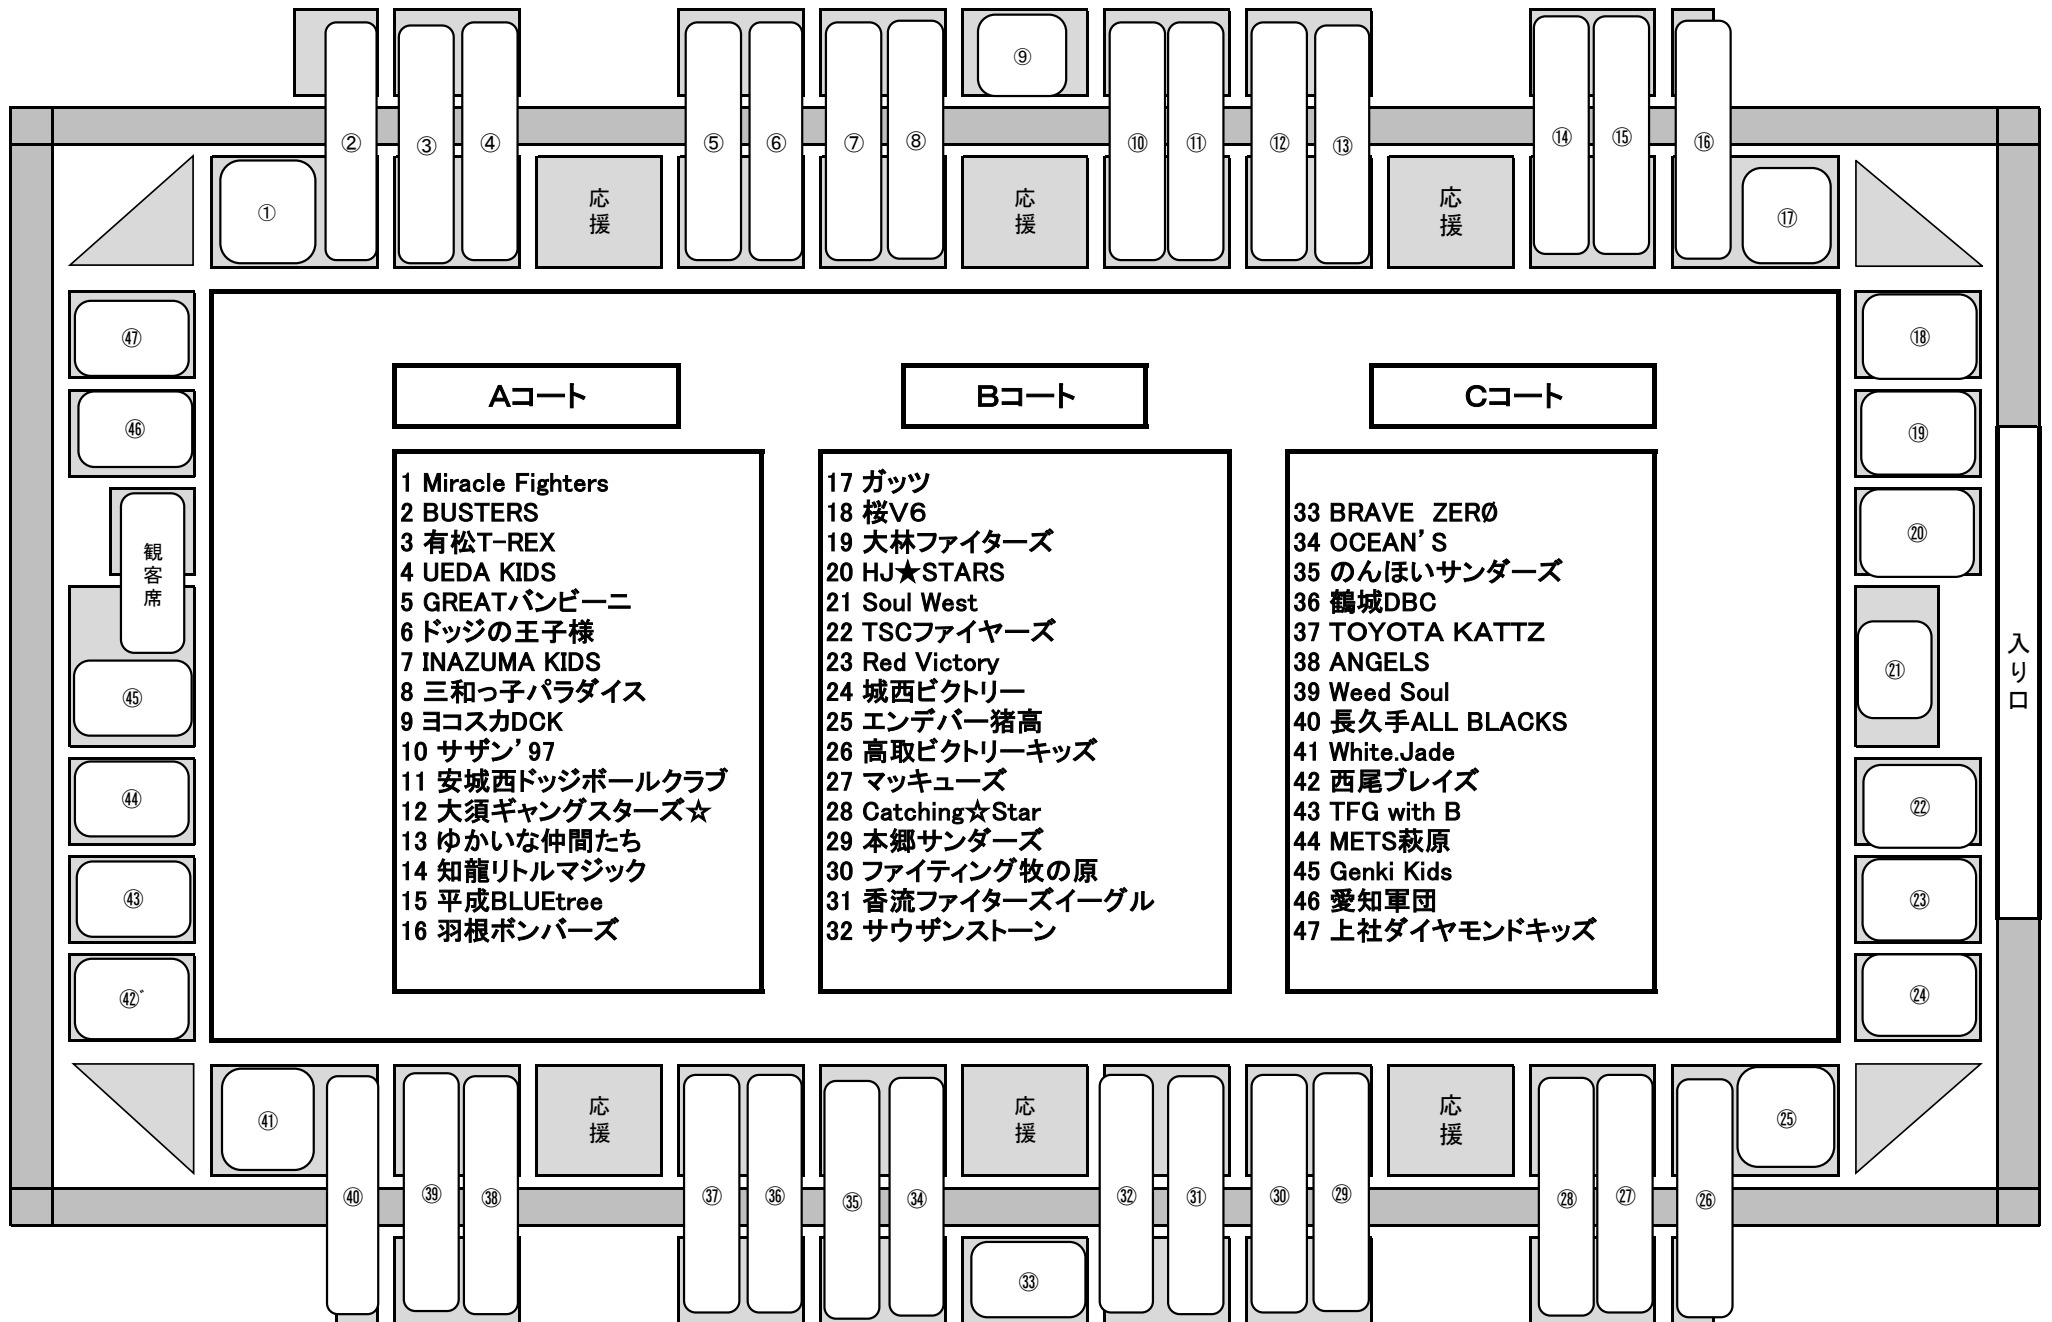 ⑨
② ③ ④ ⑤ ⑥ ⑦ ⑧ ⑩ ⑪ ⑫ ⑬ ⑭ ⑮ ⑯
① 応援 応援 応援 ⑰
㊼ ⑱
㊻ ⑲
観客席 ⑳
㊺ ㉑
㊹ ㉒
㊸ ㉓
㊷゛ ㉔
入り口
Aコート
1 Miracle Fighters
2 BUSTERS
3 有松T-REX
4 UEDA KIDS
5 GREATバンビーニ
6 ドッジの王子様
7 INAZUMA KIDS
8 三和っ子パラダイス
9 ヨコスカDCK
10 サザン’97
11 安城西ドッジボールクラブ
12 大須ギャングスターズ☆
13 ゆかいな仲間たち
14 知龍リトルマジック
15 平成BLUEtree
16 羽根ボンバーズ
Bコート
17 ガッツ
18 桜V6
19 大林ファイターズ
20 HJ★STARS
21 Soul West
22 TSCファイヤーズ
23 Red Victory
24 城西ビクトリー
25 エンデバー猪高
26 高取ビクトリーキッズ
27 マッキューズ
28 Catching☆Star
29 本郷サンダーズ
30 ファイティング牧の原
31 香流ファイターズイーグル
32 サウザンストーン
Cコート
33 BRAVE　ZERØ
34 OCEAN’S
35 のんほいサンダーズ
36 鶴城DBC
37 TOYOTA KATTZ
38 ANGELS
39 Weed Soul
40 長久手ALL BLACKS
41 White.Jade
42 西尾ブレイズ
43 TFG with B
44 METS萩原
45 Genki Kids
46 愛知軍団
47 上社ダイヤモンドキッズ
㊶ 応援 応援 応援 ㉕
㊵ ㊴ ㊳ ㊲ ㊱ ㉟ ㉞ ㉜ ㉛ ㉚ ㉙ ㉘ ㉗ ㉖
㉝